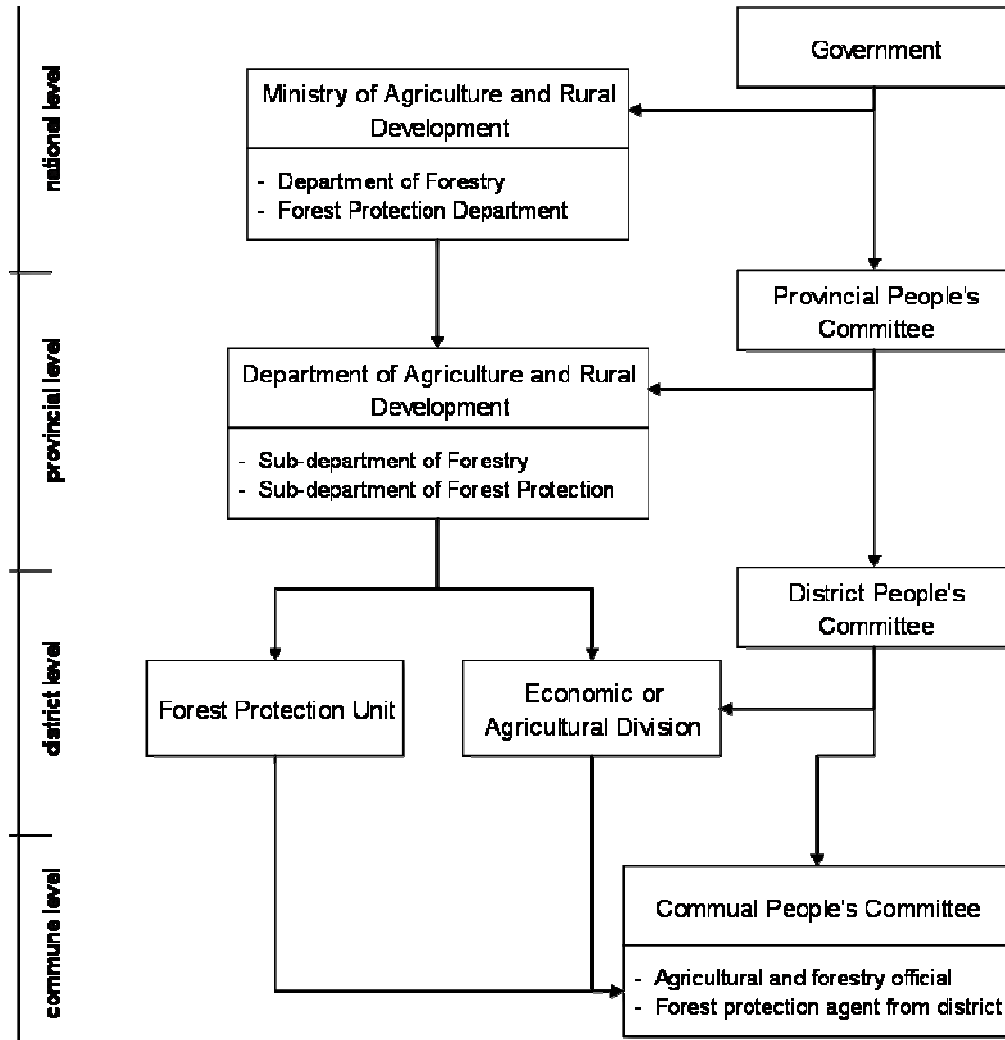 Government
Ministry of Agriculture and Rural
Development
- Department of Forestry
- Forest Protection Department
national level
Provincial People's
Committee
Department of Agriculture and Rural
Development
- Sub-department of Forestry
- Sub-department of Forest Protection
provincial level
District People's
Committee
Forest Protection Unit
Economic or
Agricultural Division
district level
Commual People's Committee
- Agricultural and forestry official
- Forest protection agent from district
commune level